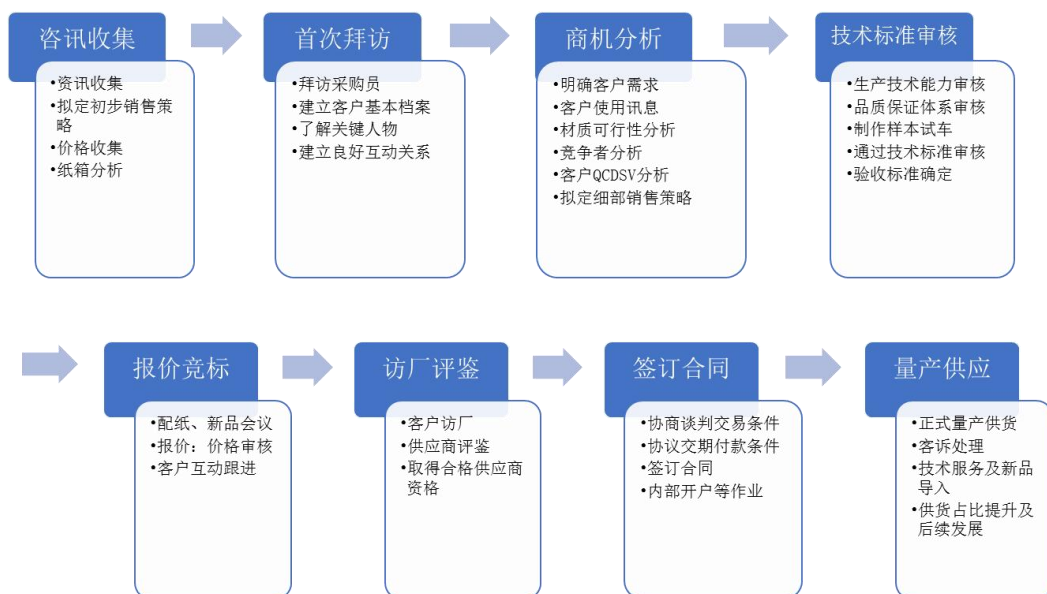 咨讯收集
•资讯收集
•拟定初步销售策
略
•价格收集
•纸箱分析
首次拜访
•拜访采购员
•建立客户基本档案
•了解关键人物
•建立良好互动关系
商机分析
•明确客户需求
•客户使用讯息
•材质可行性分析
•竞争者分析
•客户QCDSV分析
•拟定细部销售策略
技术标准审核
•生产技术能力审核
•品质保证体系审核
•制作样本试车
•通过技术标准审核
•验收标准确定
报价竞标
•配纸、新品会议
•报价：价格审核
•客户互动跟进
访厂评鉴
•客户访厂
•供应商评鉴
•取得合格供应商
资格
签订合同
•协商谈判交易条件
•协议交期付款条件
•签订合同
•内部开户等作业
量产供应
•正式量产供货
•客诉处理
•技术服务及新品
导入
•供货占比提升及
后续发展